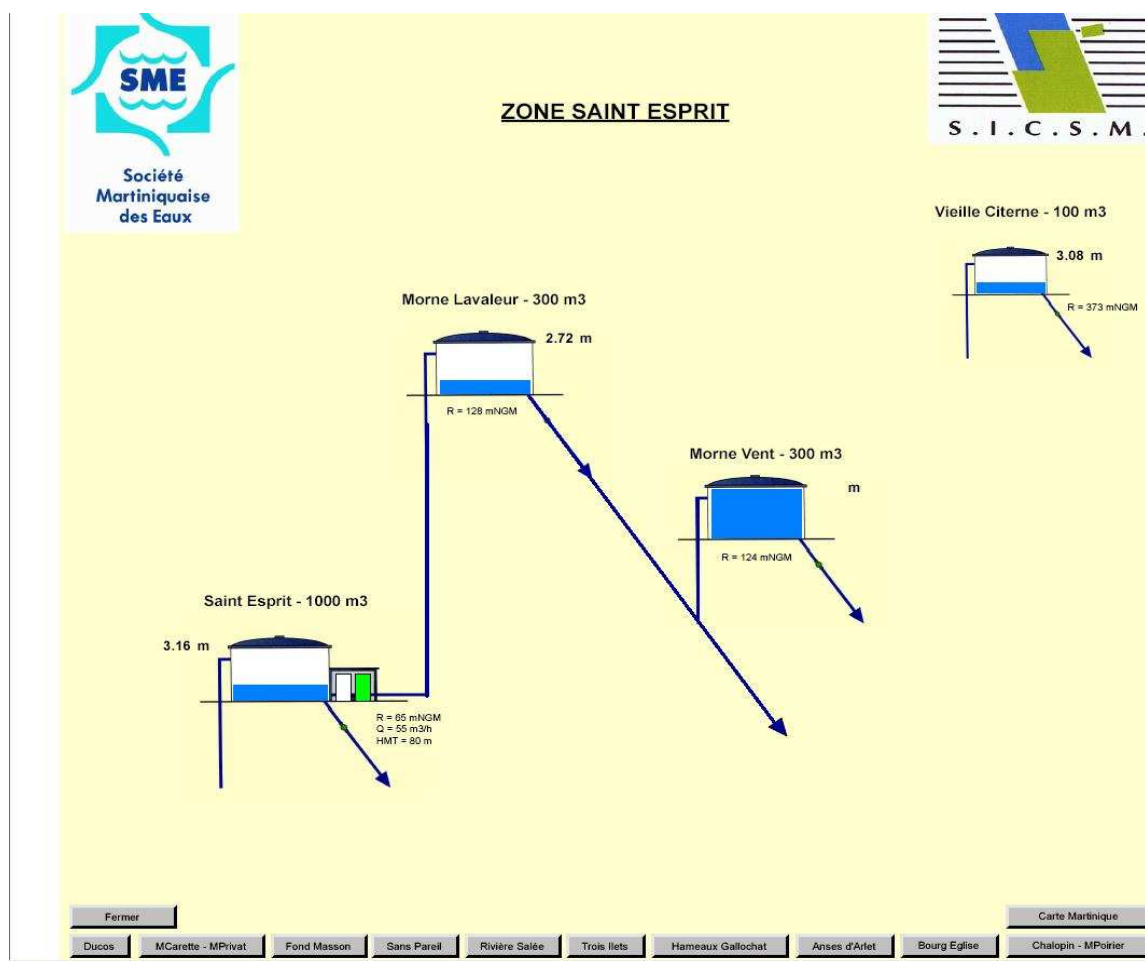 SME
Société
Martiniquaise
des Eaux
ZONE SAINT ESPRIT
S.I.C.S.M.
Vieille Citerne - 100 m3
3.08 m
R = 373 mNGM
Morne Lavaleur - 300 m3
2.72 m
R = 128 mNGM
Morne Vent - 300 m3
m
R = 124 mNGM
Saint Esprit - 1000 m3
3.16 m
R = 65 mNGM
Q = 55 m3/h
HMT = 80 m
Fermer
Carte Martinique
Ducos
MCarette - MPrivat
Fond Masson
Sans Pareil
Rivière Salée
Trois Ilets
Hameaux Gallochat
Anses d'Arlet
Bourg Eglise
Chalopin - MPoirier